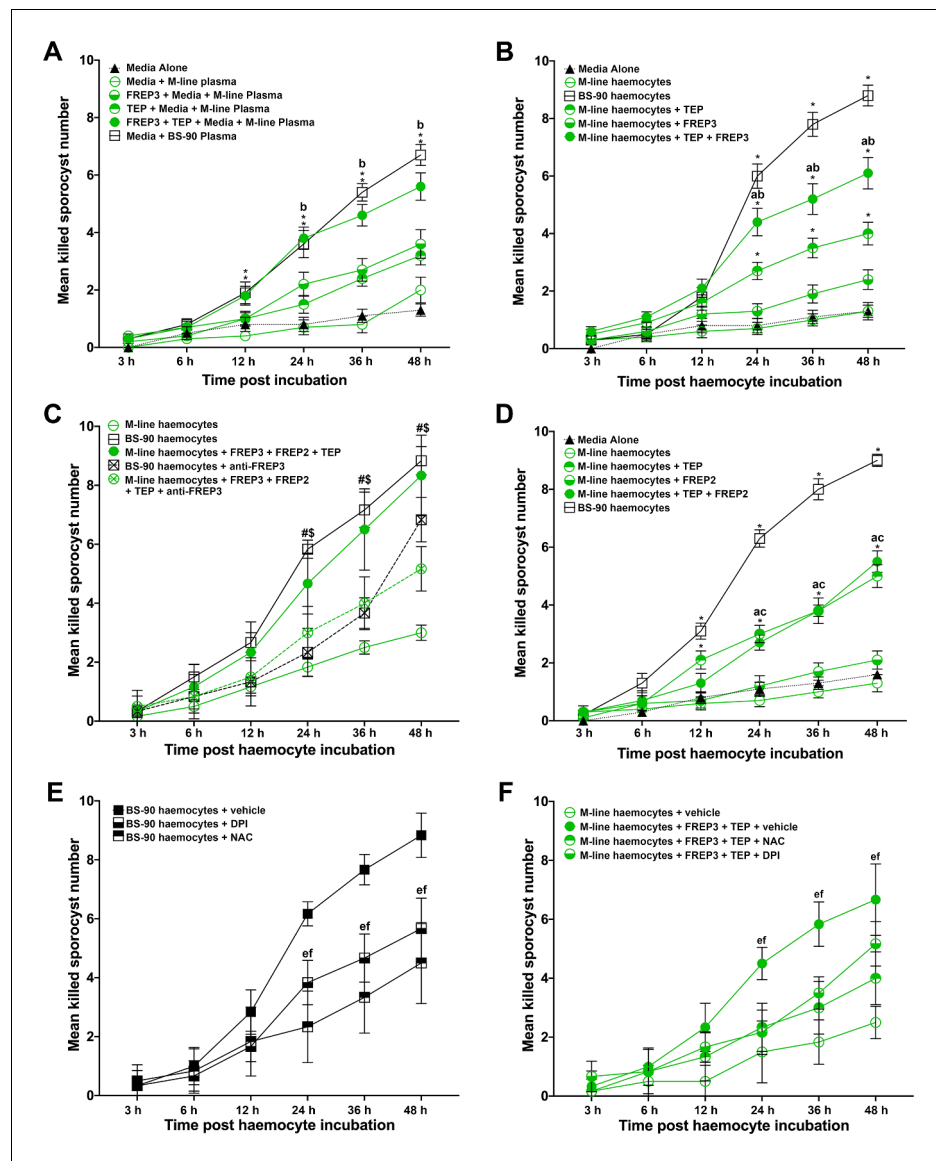 A
Media Alone
Media + M-line plasma
FREP3 + Media + M-line Plasma
TEP + Media + M-line Plasma
FREP3 + TEP + Media + M-line Plasma
Media + BS-90 Plasma
Mean killed sporocyst number
10
8
6
4
2
0
* *
b
* *
b
* *
b
* *
3 h
6 h
12 h
24 h
36 h
48 h
Time post incubation
B
Media Alone
M-line haemocytes
BS-90 haemocytes
M-line haemocytes + TEP
M-line haemocytes + FREP3
M-line haemocytes + TEP + FREP3
Mean killed sporocyst number
10
8
6
4
2
0
*
*
*
ab
*
ab
*
ab
*
*
*
*
3 h
6 h
12 h
24 h
36 h
48 h
Time post haemocyte incubation
C
M-line haemocytes
BS-90 haemocytes
M-line haemocytes + FREP3 + FREP2 + TEP
BS-90 haemocytes + anti-FREP3
M-line haemocytes + FREP3 + FREP2
+ TEP + anti-FREP3
Mean killed sporocyst number
10
8
6
4
2
0
#$
#$
#$
3 h
6 h
12 h
24 h
36 h
48 h
Time post haemocyte incubation
D
Media Alone
M-line haemocytes
M-line haemocytes + TEP
M-line haemocytes + FREP2
M-line haemocytes + TEP + FREP2
BS-90 haemocytes
Mean killed sporocyst number
10
8
6
4
2
0
*
*
*
*
*
ac
*
ac
*
ac
*
3 h
6 h
12 h
24 h
36 h
48 h
Time post haemocyte incubation
E
BS-90 haemocytes + vehicle
BS-90 haemocytes + DPI
BS-90 haemocytes + NAC
Mean killed sporocyst number
10
8
6
4
2
0
ef
ef
ef
3 h
6 h
12 h
24 h
36 h
48 h
Time post haemocyte incubation
F
M-line haemocytes + vehicle
M-line haemocytes + FREP3 + TEP + vehicle
M-line haemocytes + FREP3 + TEP + NAC
M-line haemocytes + FREP3 + TEP + DPI
Mean killed sporocyst number
10
8
6
4
2
0
ef
ef
ef
3 h
6 h
12 h
24 h
36 h
48 h
Time post haemocyte incubation